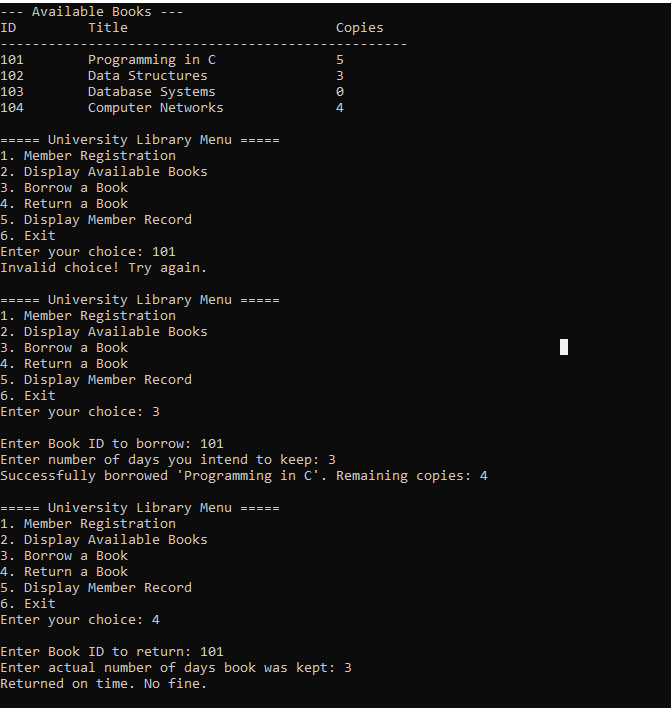 --- Available Books ---
ID         Title                          Copies
---------------------------------------------------
101        Programming in C               5
102        Data Structures                3
103        Database Systems               0
104        Computer Networks              4
===== University Library Menu =====
1. Member Registration
2. Display Available Books
3. Borrow a Book
4. Return a Book
5. Display Member Record
6. Exit
Enter your choice: 101
Invalid choice! Try again.
===== University Library Menu =====
1. Member Registration
2. Display Available Books
3. Borrow a Book
4. Return a Book
5. Display Member Record
6. Exit
Enter your choice: 3
Enter Book ID to borrow: 101
Enter number of days you intend to keep: 3
Successfully borrowed 'Programming in C'. Remaining copies: 4
===== University Library Menu =====
1. Member Registration
2. Display Available Books
3. Borrow a Book
4. Return a Book
5. Display Member Record
6. Exit
Enter your choice: 4
Enter Book ID to return: 101
Enter actual number of days book was kept: 3
Returned on time. No fine.